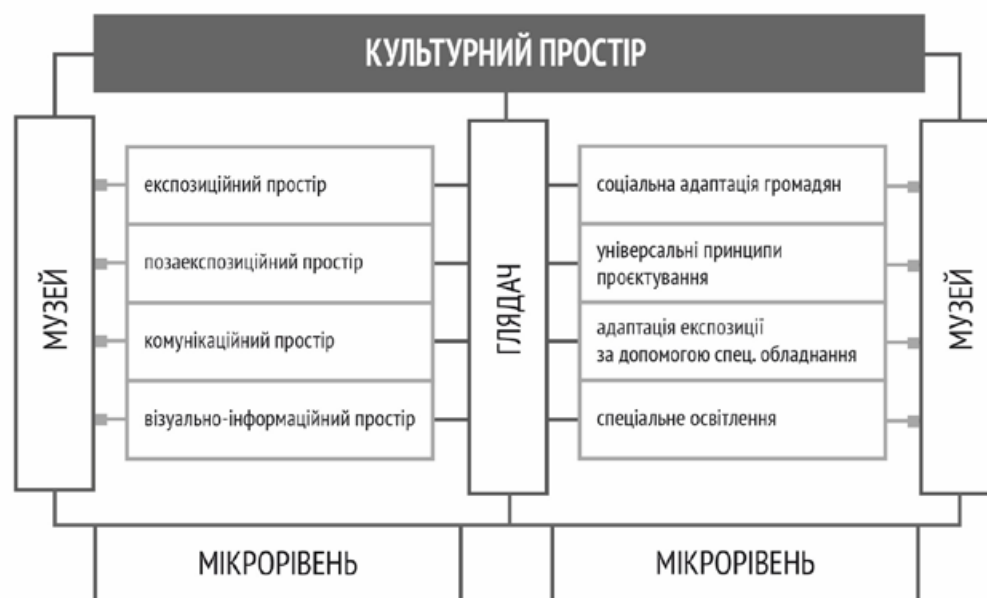 КУЛЬТУРНИЙ ПРОСТІР
МУЗЕЙ
експозиційний простір
позаекспозиційний простір
комунікаційний простір
візуально-інформаційний простір
ГЛЯДАЧ
соціальна адаптація громадян
універсальні принципи
проєктування
адаптація експозиції
за допомогою спец. обладнання
спеціальне освітлення
МУЗЕЙ
МІКРОРІВЕНЬ
МІКРОРІВЕНЬ